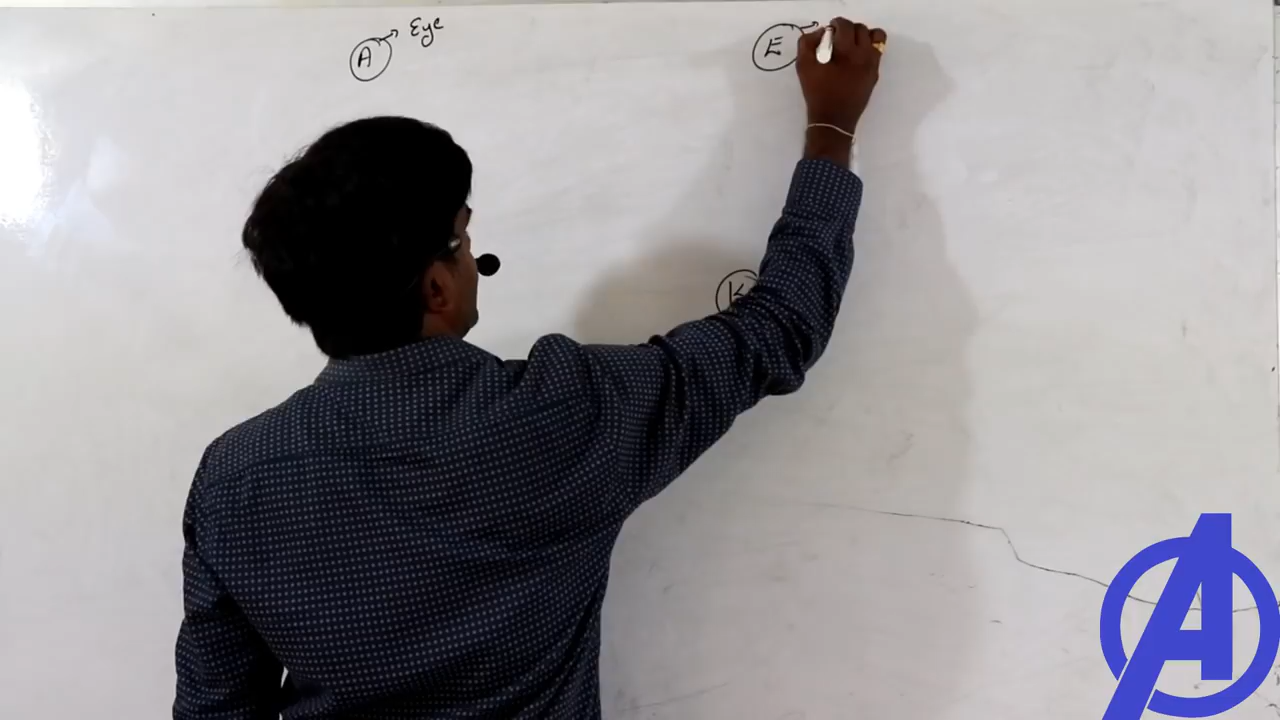 A → Eye
E →
K